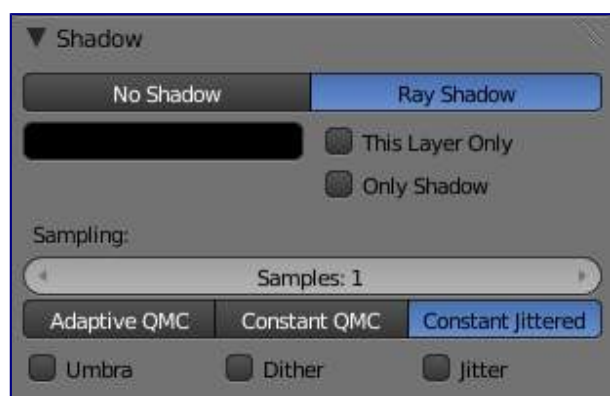 Shadow
No Shadow Ray Shadow
This Layer Only
Only Shadow
Sampling:
Samples: 1
Adaptive QMC Constant QMC Constant Jittered
Umbra Dither Jitter